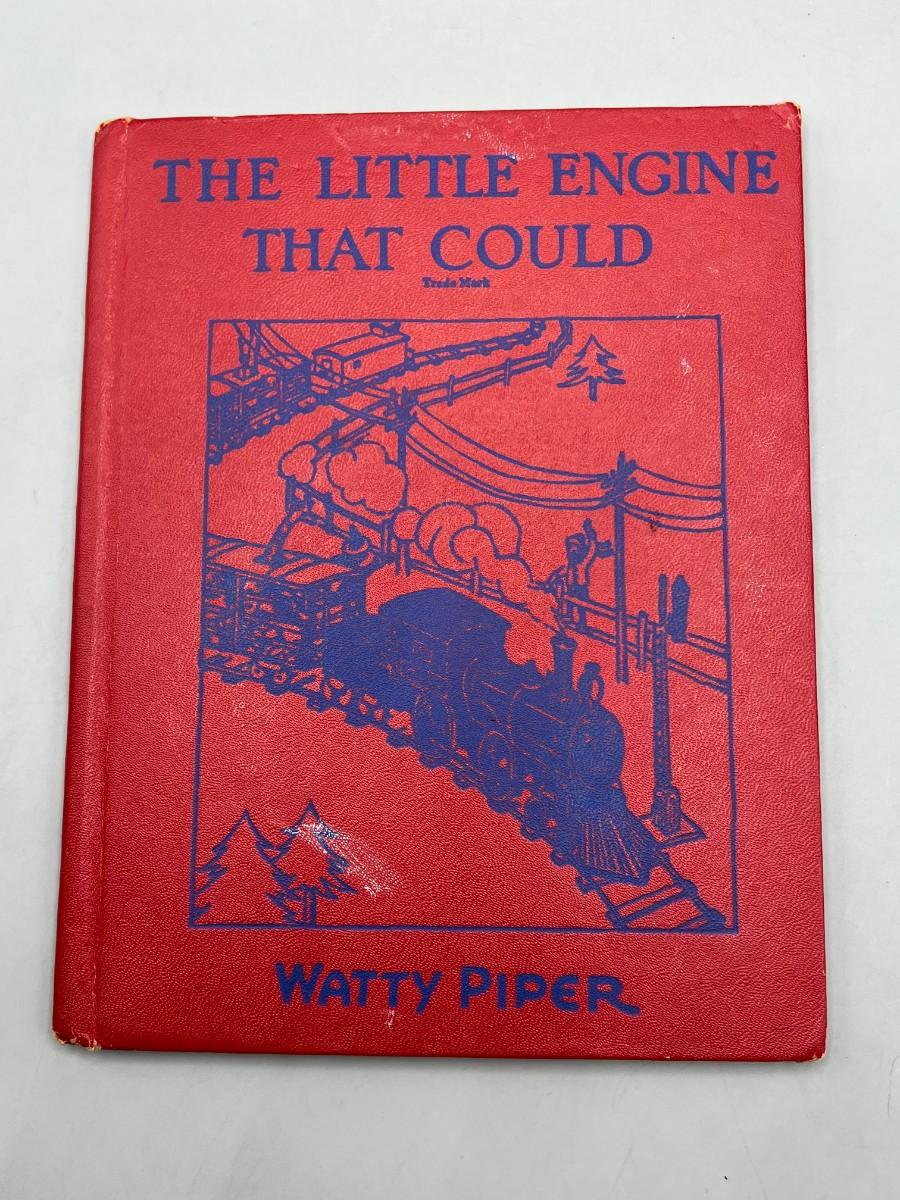 THE LITTLE ENGINE
THAT COULD
Trade Mark
WATTY PIPER